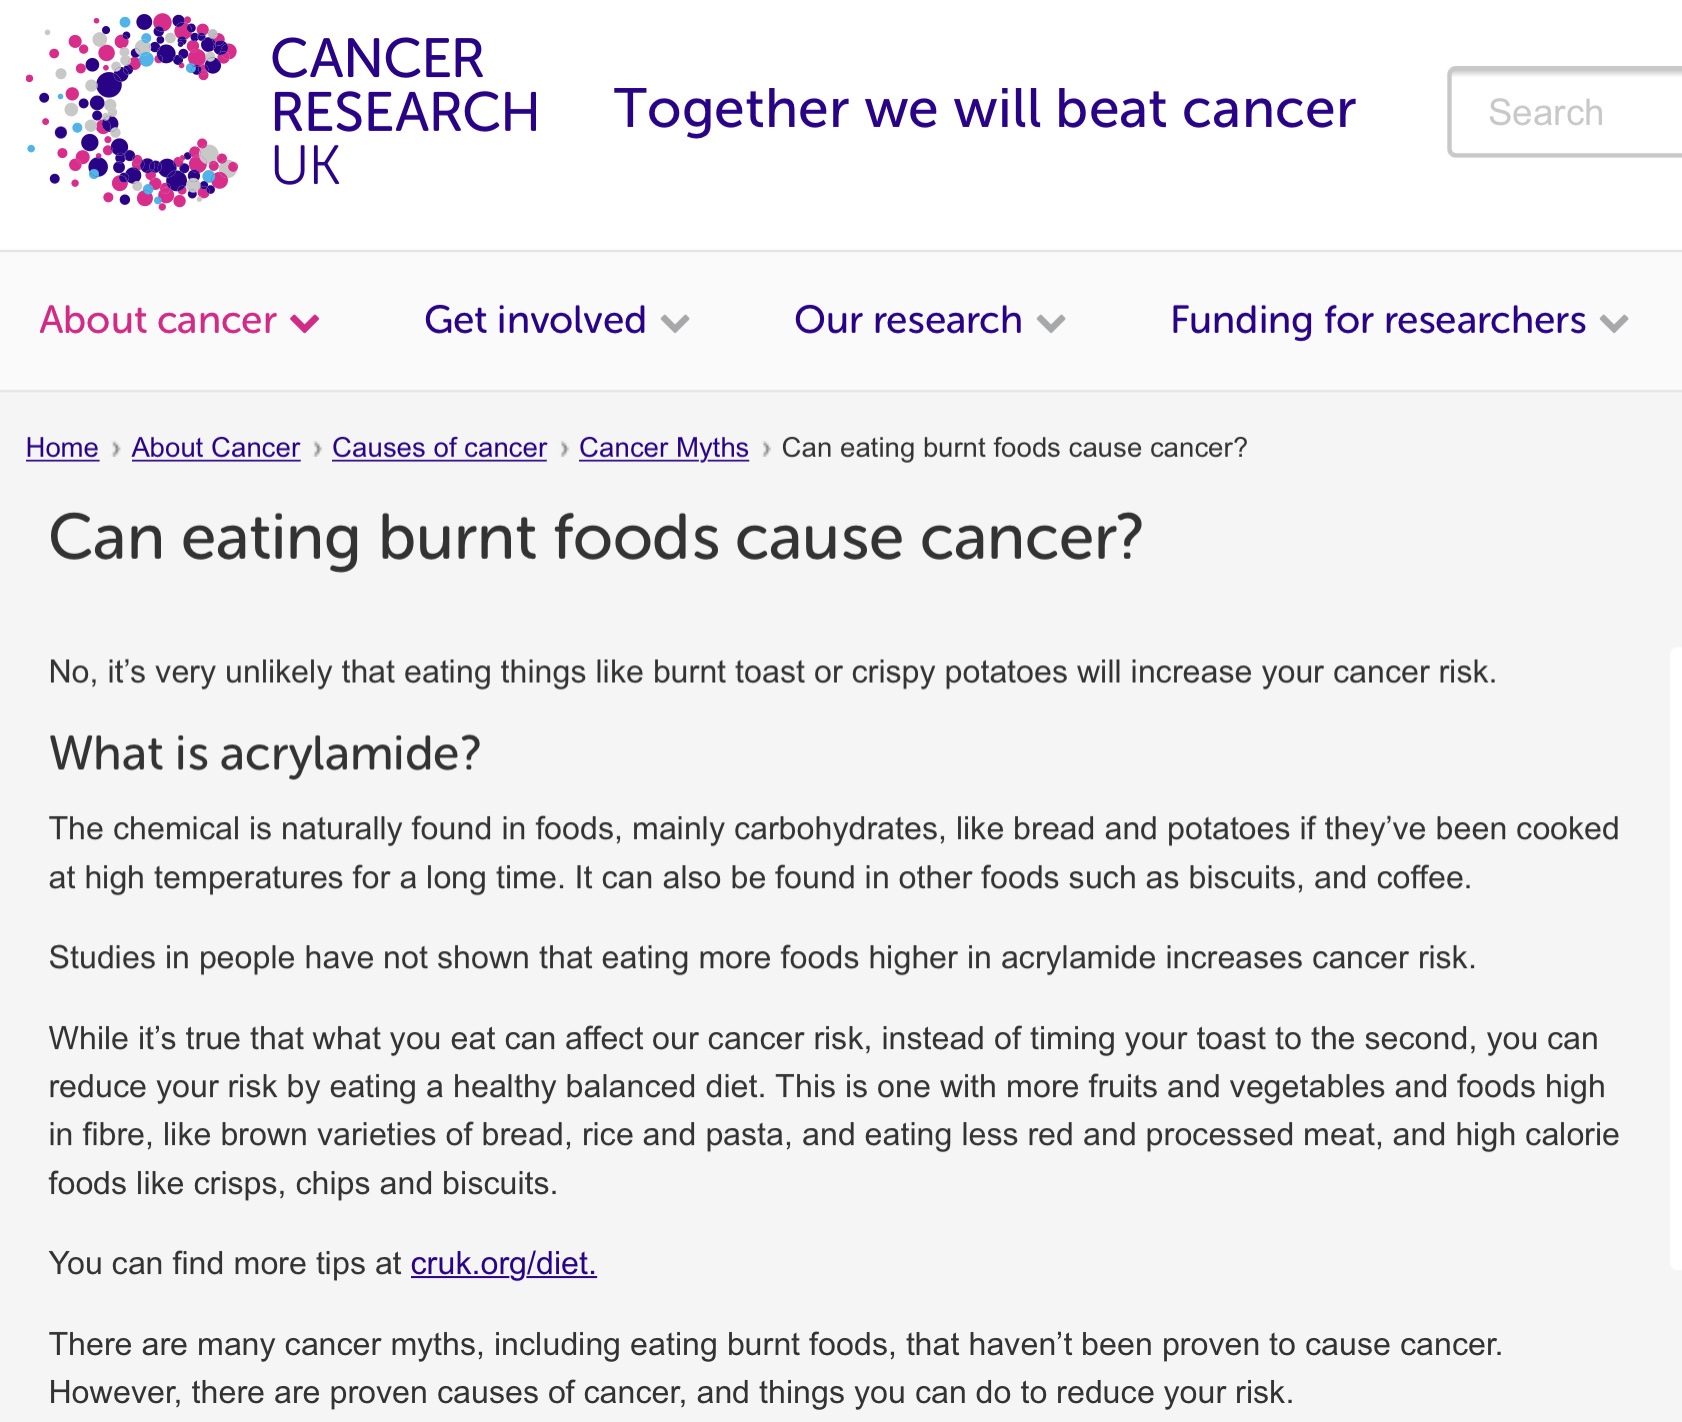 CANCER
RESEARCH
UK
Together we will beat cancer
Search
About cancer
Get involved
Our research
Funding for researchers
Home › About Cancer › Causes of cancer › Cancer Myths › Can eating burnt foods cause cancer?
Can eating burnt foods cause cancer?
No, it’s very unlikely that eating things like burnt toast or crispy potatoes will increase your cancer risk.
What is acrylamide?
The chemical is naturally found in foods, mainly carbohydrates, like bread and potatoes if they’ve been cooked
at high temperatures for a long time. It can also be found in other foods such as biscuits, and coffee.
Studies in people have not shown that eating more foods higher in acrylamide increases cancer risk.
While it’s true that what you eat can affect our cancer risk, instead of timing your toast to the second, you can
reduce your risk by eating a healthy balanced diet. This is one with more fruits and vegetables and foods high
in fibre, like brown varieties of bread, rice and pasta, and eating less red and processed meat, and high calorie
foods like crisps, chips and biscuits.
You can find more tips at cruk.org/diet.
There are many cancer myths, including eating burnt foods, that haven’t been proven to cause cancer.
However, there are proven causes of cancer, and things you can do to reduce your risk.